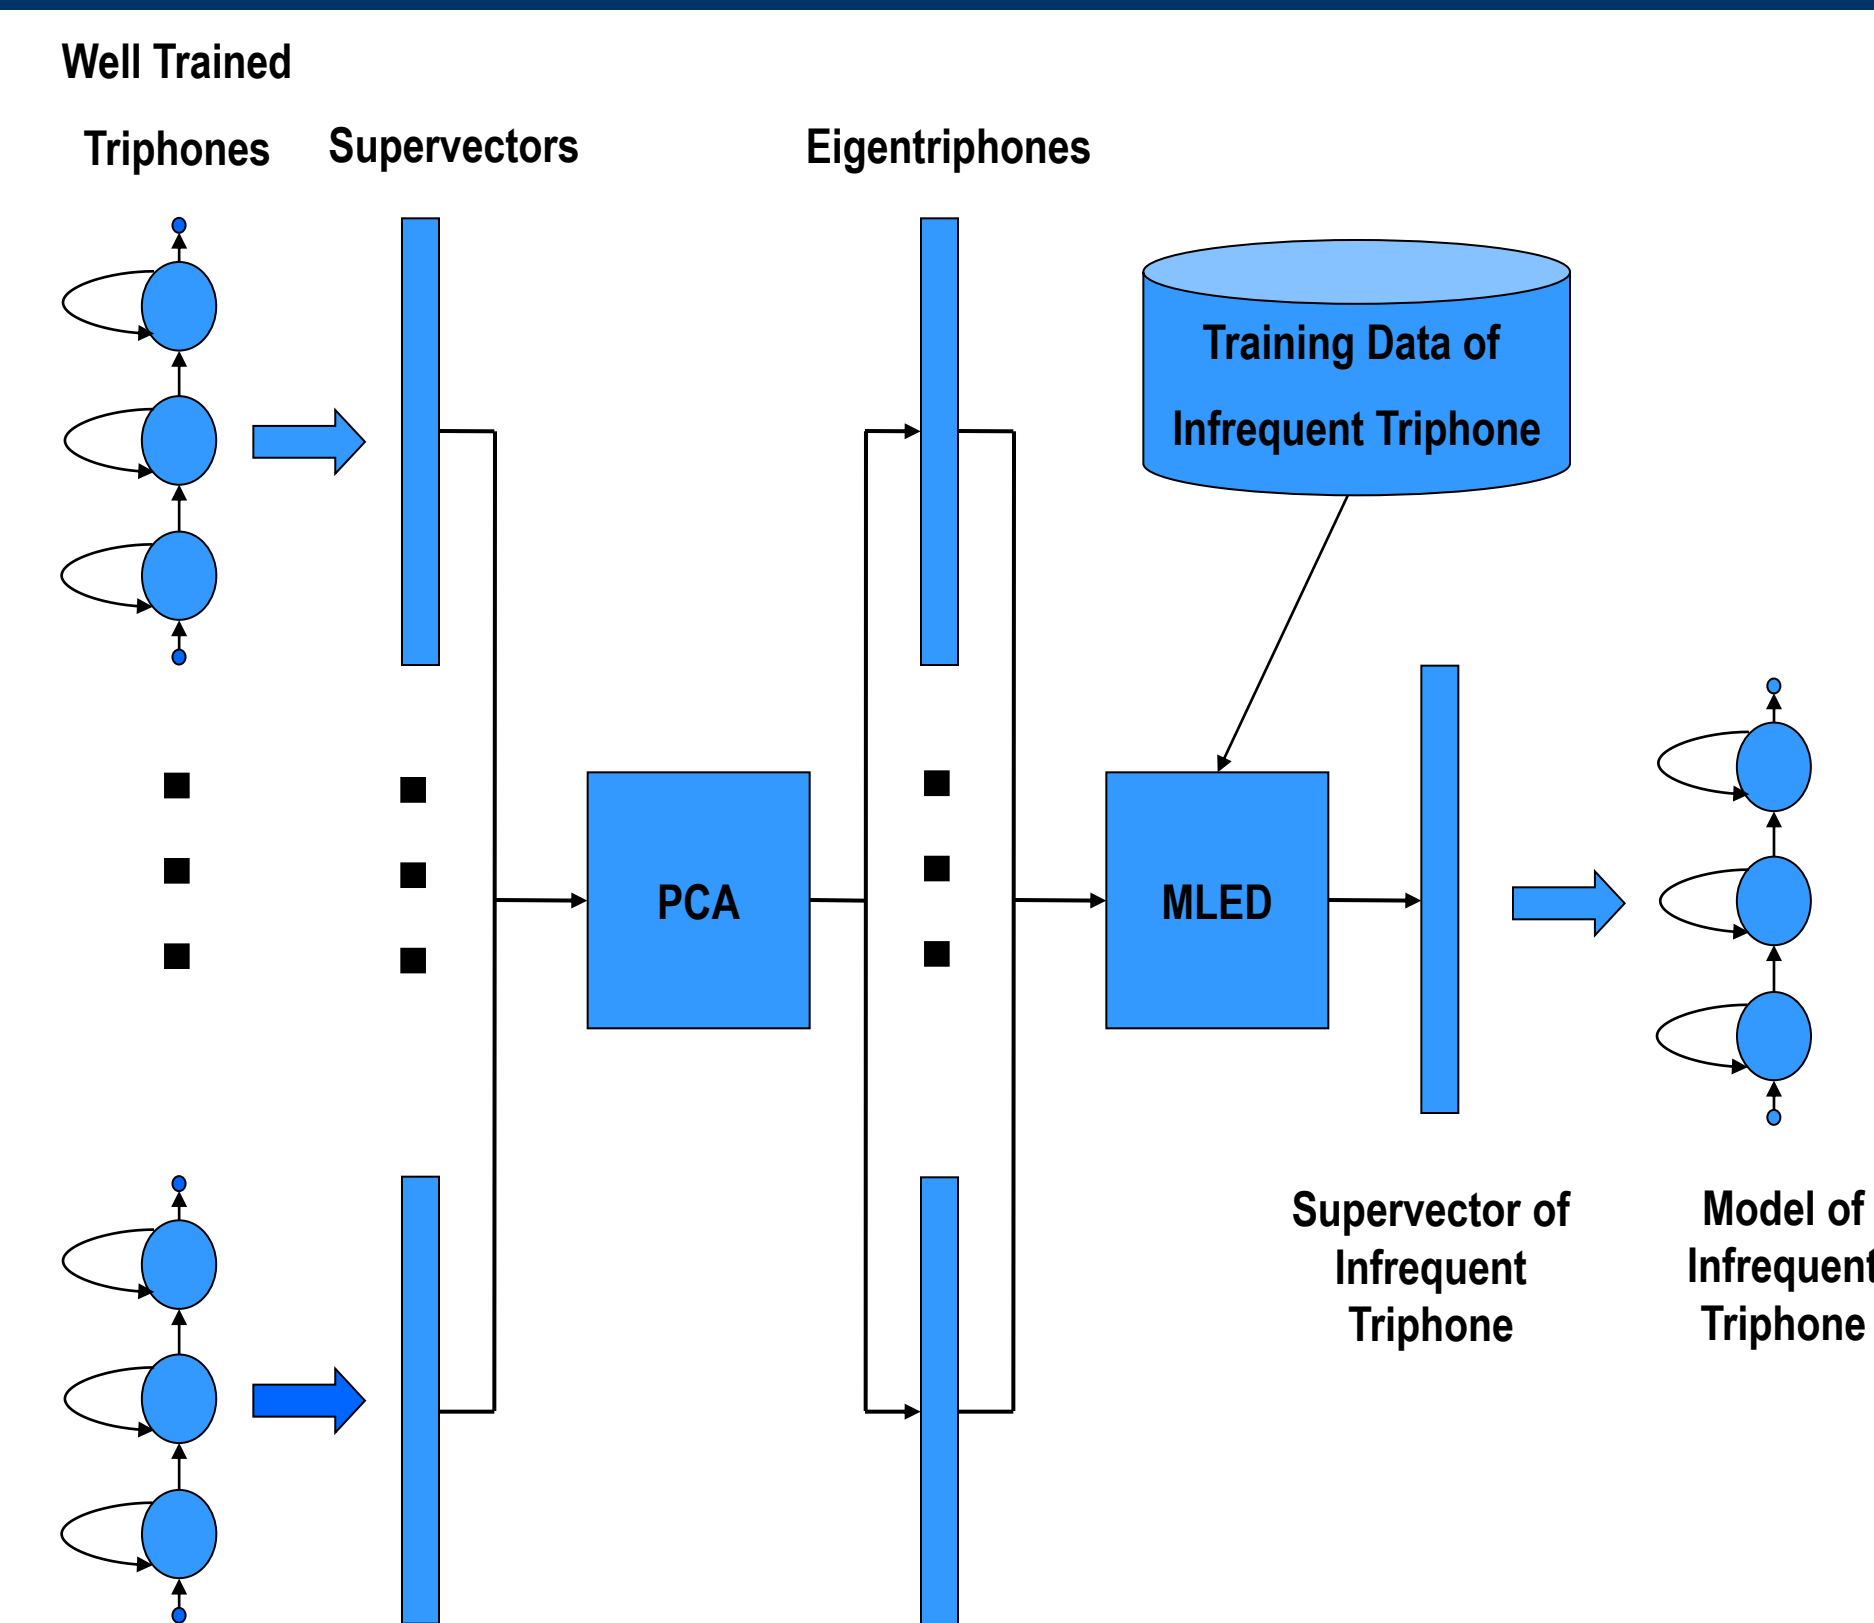 Well Trained
Triphones
Supervectors
Eigentriphones
Training Data of
Infrequent Triphone
PCA
MLED
Supervector of
Infrequent
Triphone
Model of
Infrequent
Triphone